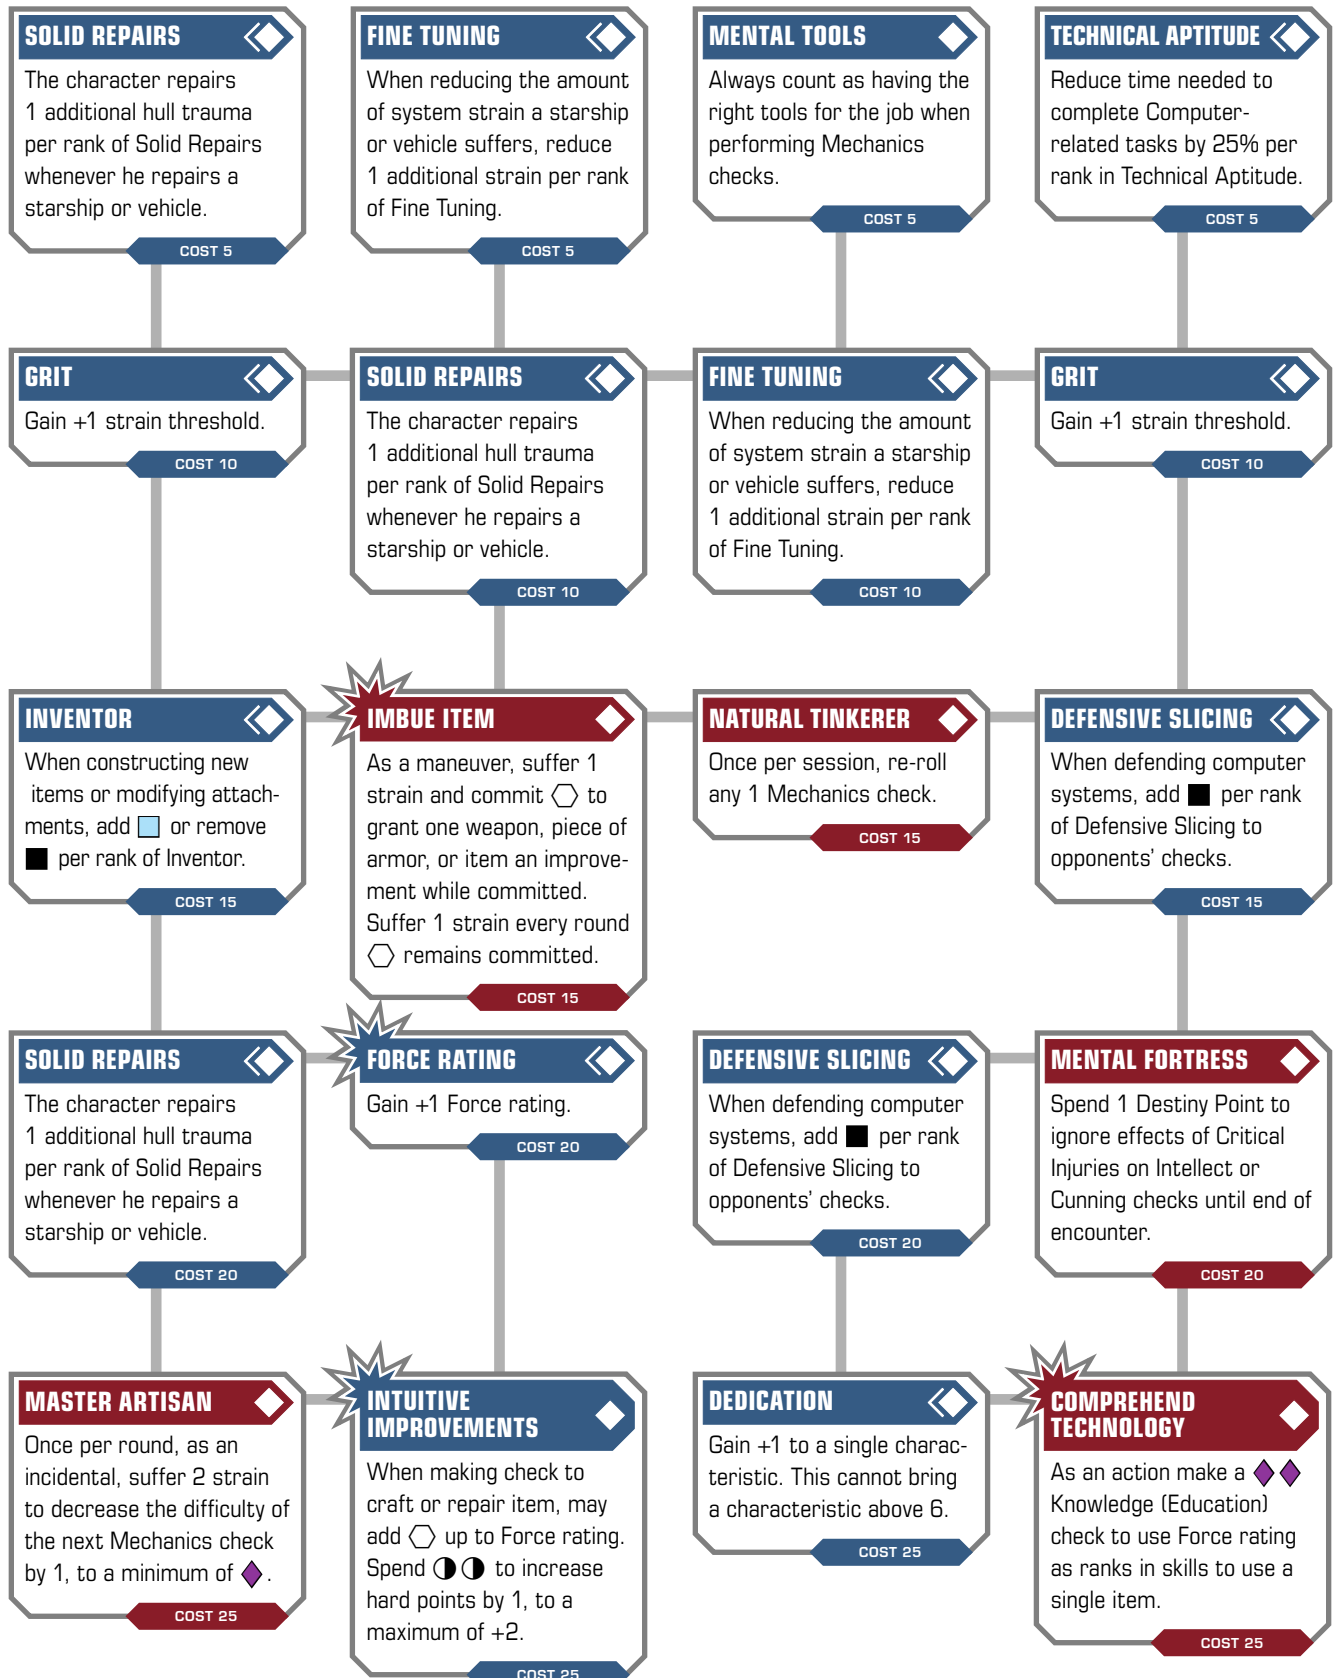 SOLID REPAIRS
The character repairs
1 additional hull trauma
per rank of Solid Repairs
whenever he repairs a
starship or vehicle.
COST 5
FINE TUNING
When reducing the amount
of system strain a starship
or vehicle suffers, reduce
1 additional strain per rank
of Fine Tuning.
COST 5
MENTAL TOOLS
Always count as having the
right tools for the job when
performing Mechanics
checks.
COST 5
TECHNICAL APTITUDE
Reduce time needed to
complete Computer-
related tasks by 25% per
rank in Technical Aptitude.
COST 5
GRIT
Gain +1 strain threshold.
COST 10
SOLID REPAIRS
The character repairs
1 additional hull trauma
per rank of Solid Repairs
whenever he repairs a
starship or vehicle.
COST 10
FINE TUNING
When reducing the amount
of system strain a starship
or vehicle suffers, reduce
1 additional strain per rank
of Fine Tuning.
COST 10
GRIT
Gain +1 strain threshold.
COST 10
INVENTOR
When constructing new
items or modifying attach-
ments, add or remove
per rank of Inventor.
COST 15
IMBUE ITEM
As a maneuver, suffer 1
strain and commit to
grant one weapon, piece of
armor, or item an improve-
ment while committed.
Suffer 1 strain every round
remains committed.
COST 15
NATURAL TINKERER
Once per session, re-roll
any 1 Mechanics check.
COST 15
DEFENSIVE SLICING
When defending computer
systems, add per rank
of Defensive Slicing to
opponents' checks.
COST 15
SOLID REPAIRS
The character repairs
1 additional hull trauma
per rank of Solid Repairs
whenever he repairs a
starship or vehicle.
COST 20
FORCE RATING
Gain +1 Force rating.
COST 20
DEFENSIVE SLICING
When defending computer
systems, add per rank
of Defensive Slicing to
opponents' checks.
COST 20
MENTAL FORTRESS
Spend 1 Destiny Point to
ignore effects of Critical
Injuries on Intellect or
Cunning checks until end of
encounter.
COST 20
MASTER ARTISAN
Once per round, as an
incidental, suffer 2 strain
to decrease the difficulty of
the next Mechanics check
by 1, to a minimum of .
COST 25
INTUITIVE
IMPROVEMENTS
When making check to
craft or repair item, may
add up to Force rating.
Spend to increase
hard points by 1, to a
maximum of +2.
COST 25
DEDICATION
Gain +1 to a single charac-
teristic. This cannot bring
a characteristic above 6.
COST 25
COMPREHEND
TECHNOLOGY
As an action make a
Knowledge (Education)
check to use Force rating
as ranks in skills to use a
single item.
COST 25